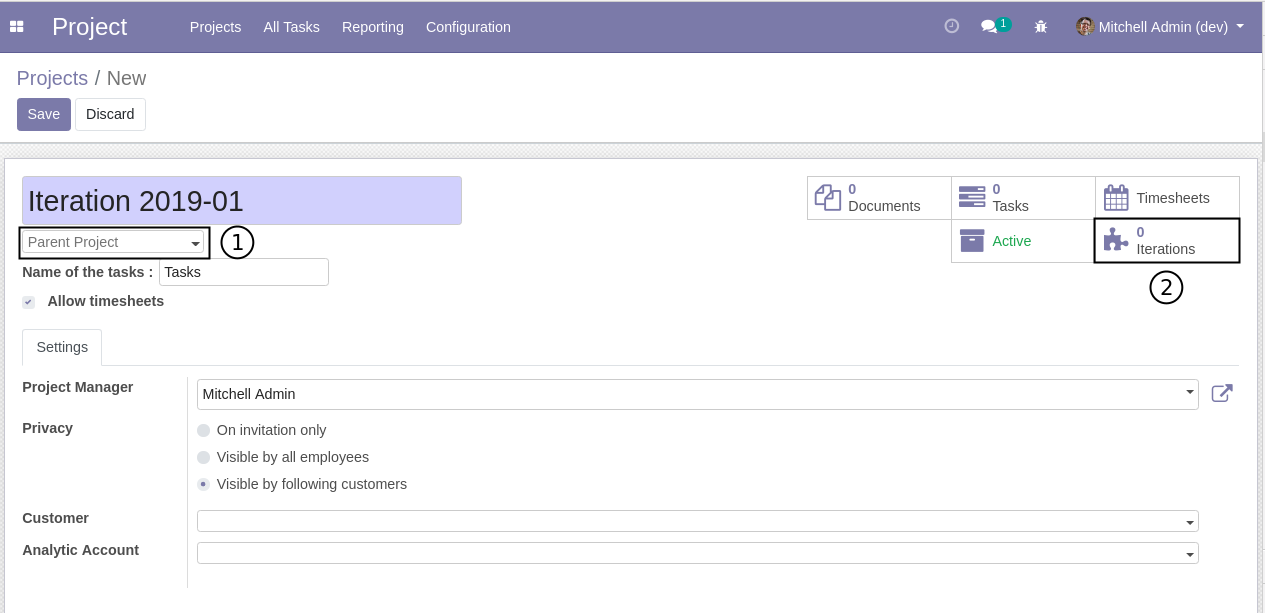 Project Projects All Tasks Reporting Configuration 1 Mitchell Admin (dev)
Projects / New
Save Discard
Iteration 2019-01
0 Documents
0 Tasks
Timesheets
Parent Project
1
Active
0 Iterations
2
Name of the tasks : Tasks
Allow timesheets
Settings
Project Manager Mitchell Admin
Privacy On invitation only
Visible by all employees
Visible by following customers
Customer
Analytic Account